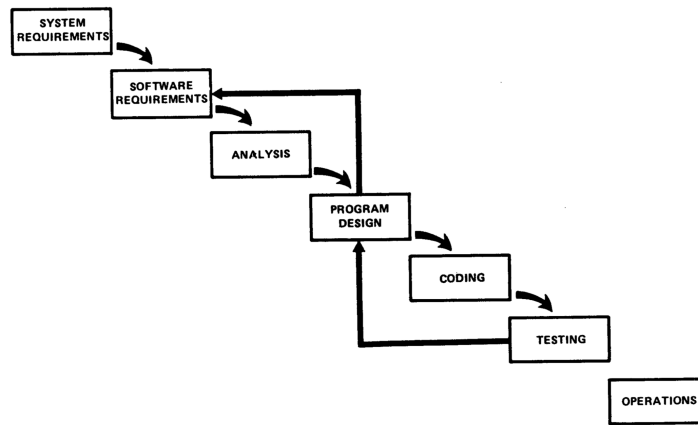 SYSTEM
REQUIREMENTS
SOFTWARE
REQUIREMENTS
ANALYSIS
PROGRAM
DESIGN
CODING
TESTING
OPERATIONS